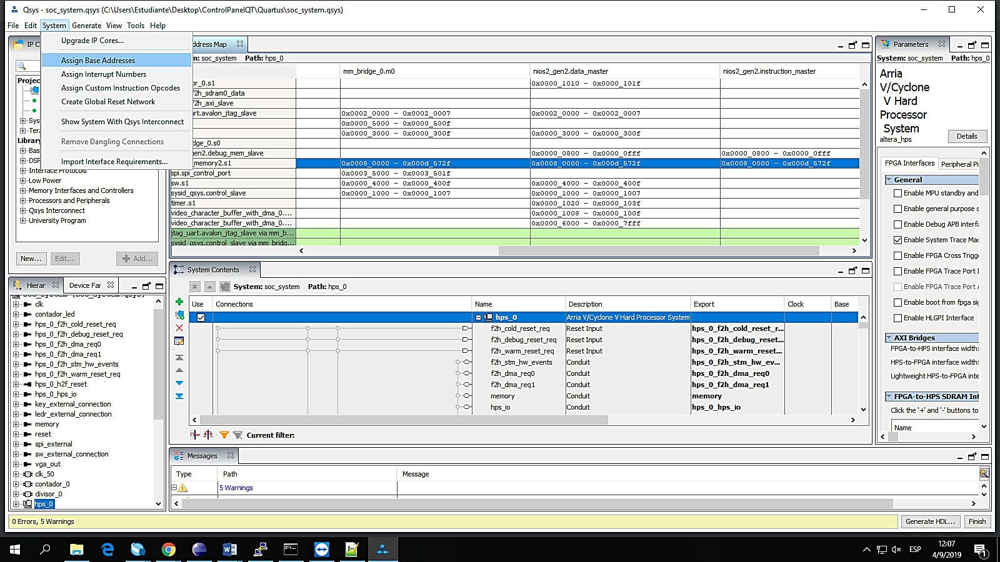 Qsys - soc_system.qsys (C:\Users\Estudiante\Desktop\ControlPanelQT\Quartus\soc_system.qsys)
File Edit System Generate View Tools Help
Upgrade IP Cores...
Assign Base Addresses
Assign Interrupt Numbers
Assign Custom Instruction Opcodes
Create Global Reset Network
Show System With Qsys Interconnect
Remove Dangling Connections
Import Interface Requirements...
IP C
Projec
Sys
Tera
Library
Bas
DSP
Interface Protocols
Low Power
Memory Interfaces and Controllers
Processors and Peripherals
Qsys Interconnect
University Program
New... Edit... Add...
ddress Map
m: soc_system Path: hps_0
mm_bridge_0.m0 nios2_gen2.data_master nios2_gen2.instruction_master
or_0.s1 0x0000_1010 - 0x0000_101f
f2h_sdram0_data
f2h_axi_slave
art.avalon_jtag_slave 0x0002_0000 - 0x0002_0007 0x0002_0000 - 0x0002_0007
0x0000_5000 - 0x0000_500f
0x0000_3000 - 0x0000_300f 0x0000_3000 - 0x0000_300f
dge_0.s0
gen2.debug_mem_slave 0x0000_0800 - 0x0000_0fff 0x0000_0800 - 0x0000_0fff
_memory2.s1 0x0008_0000 - 0x000d_572f 0x0008_0000 - 0x000d_572f 0x0008_0000 - 0x000d_572f
spi.spi_control_port 0x0003_5000 - 0x0003_501f
sw.s1 0x0000_4000 - 0x0000_400f 0x0000_4000 - 0x0000_400f
sysid_qsys.control_slave 0x0000_1000 - 0x0000_1007 0x0000_1000 - 0x0000_1007
timer.s1 0x0000_1020 - 0x0000_103f
video_character_buffer_with_dma_0.... 0x0000_1008 - 0x0000_100f
video_character_buffer_with_dma_0.... 0x0000_6000 - 0x0000_7fff
jtag_uart.avalon_jtag_slave via mm_b...
sysid_qsys.control_slave via mm_bridg...
Parameters
System: soc_system Path: hps_0
Arria
V/Cyclone
V Hard
Processor
System
altera_hps
Details
FPGA Interfaces Peripheral Pi
General
Enable MPU standby and
Enable general purpose s
Enable Debug APB interfa
Enable System Trace Mac
Enable FPGA Cross Trigge
Enable FPGA Trace Port I
Enable FPGA Trace Port A
Enable boot from fpga sig
Enable HLGPI Interface
AXI Bridges
FPGA-to-HPS interface width:
HPS-to-FPGA interface width:
Lightweight HPS-to-FPGA inte
FPGA-to-HPS SDRAM Int
Click the '+' and '-' buttons to
Name
Hierar Device Far
soc_system [soc_system.qsys]
clk
contador_led
hps_0_f2h_cold_reset_req
hps_0_f2h_debug_reset_req
hps_0_f2h_dma_req0
hps_0_f2h_dma_req1
hps_0_f2h_stm_hw_events
hps_0_f2h_warm_reset_req
hps_0_h2f_reset
hps_0_hps_io
key_external_connection
ledr_external_connection
memory
reset
spi_external
sw_external_connection
vga_out
clk_50
contador_0
divisor_0
hps_0
System Contents
System: soc_system Path: hps_0
Use Connections Name Description Export Clock Base
hps_0 Arria V/Cyclone V Hard Processor System
f2h_cold_reset_req Reset Input hps_0_f2h_cold_reset_r...
f2h_debug_reset_req Reset Input hps_0_f2h_debug_reset...
f2h_warm_reset_req Reset Input hps_0_f2h_warm_reset...
f2h_stm_hw_events Conduit hps_0_f2h_stm_hw_ev...
f2h_dma_req0 Conduit hps_0_f2h_dma_req0
f2h_dma_req1 Conduit hps_0_f2h_dma_req1
memory Conduit memory
hps_io Conduit hps_0_hps_io
Current filter:
Messages
Type Path Message
5 Warnings
0 Errors, 5 Warnings
Generate HDL... Finish
ESP
12:07
4/9/2019
1